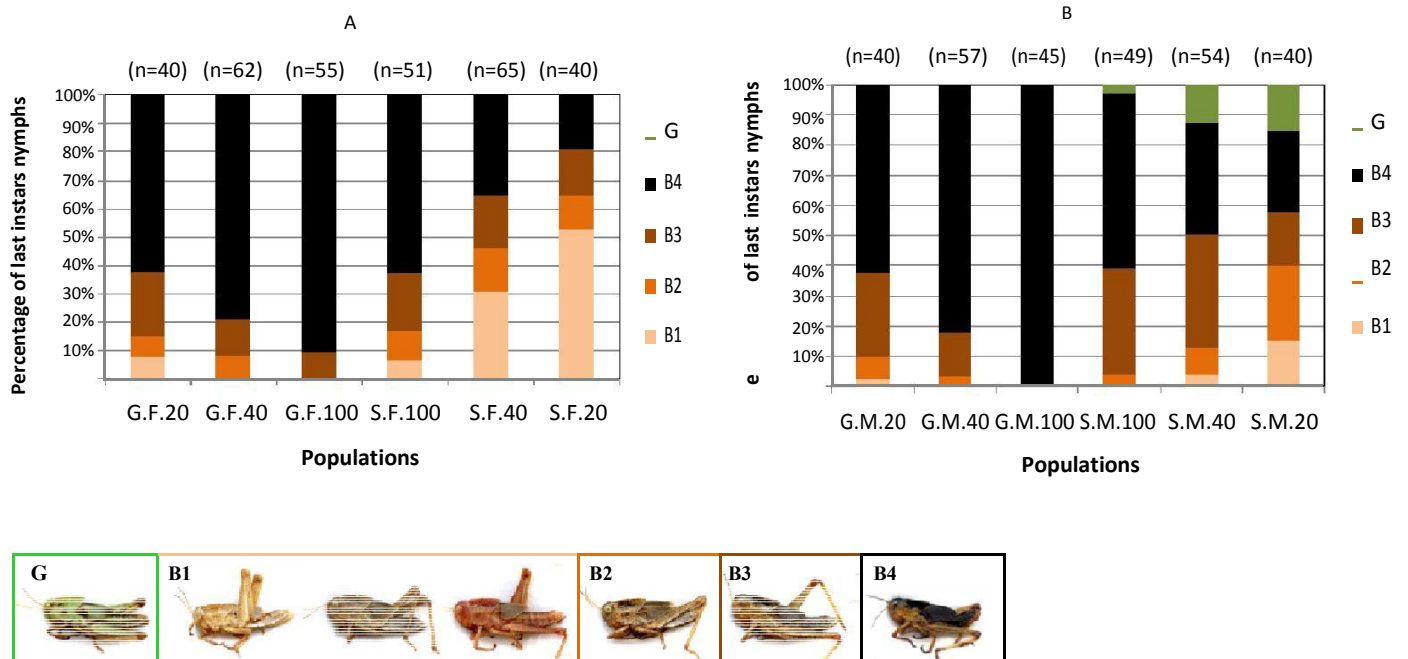 A
(n=40) (n=62) (n=55) (n=51) (n=65) (n=40)
Percentage of last instars nymphs
100%
90%
80%
70%
60%
50%
40%
30%
20%
10%
G.F.20 G.F.40 G.F.100 S.F.100 S.F.40 S.F.20
Populations
G
B4
B3
B2
B1
B
(n=40) (n=57) (n=45) (n=49) (n=54) (n=40)
e of last instars nymphs
100%
90%
80%
70%
60%
50%
40%
30%
20%
10%
G.M.20 G.M.40 G.M.100 S.M.100 S.M.40 S.M.20
Populations
G
B4
B3
B2
B1
G B1 B2 B3 B4